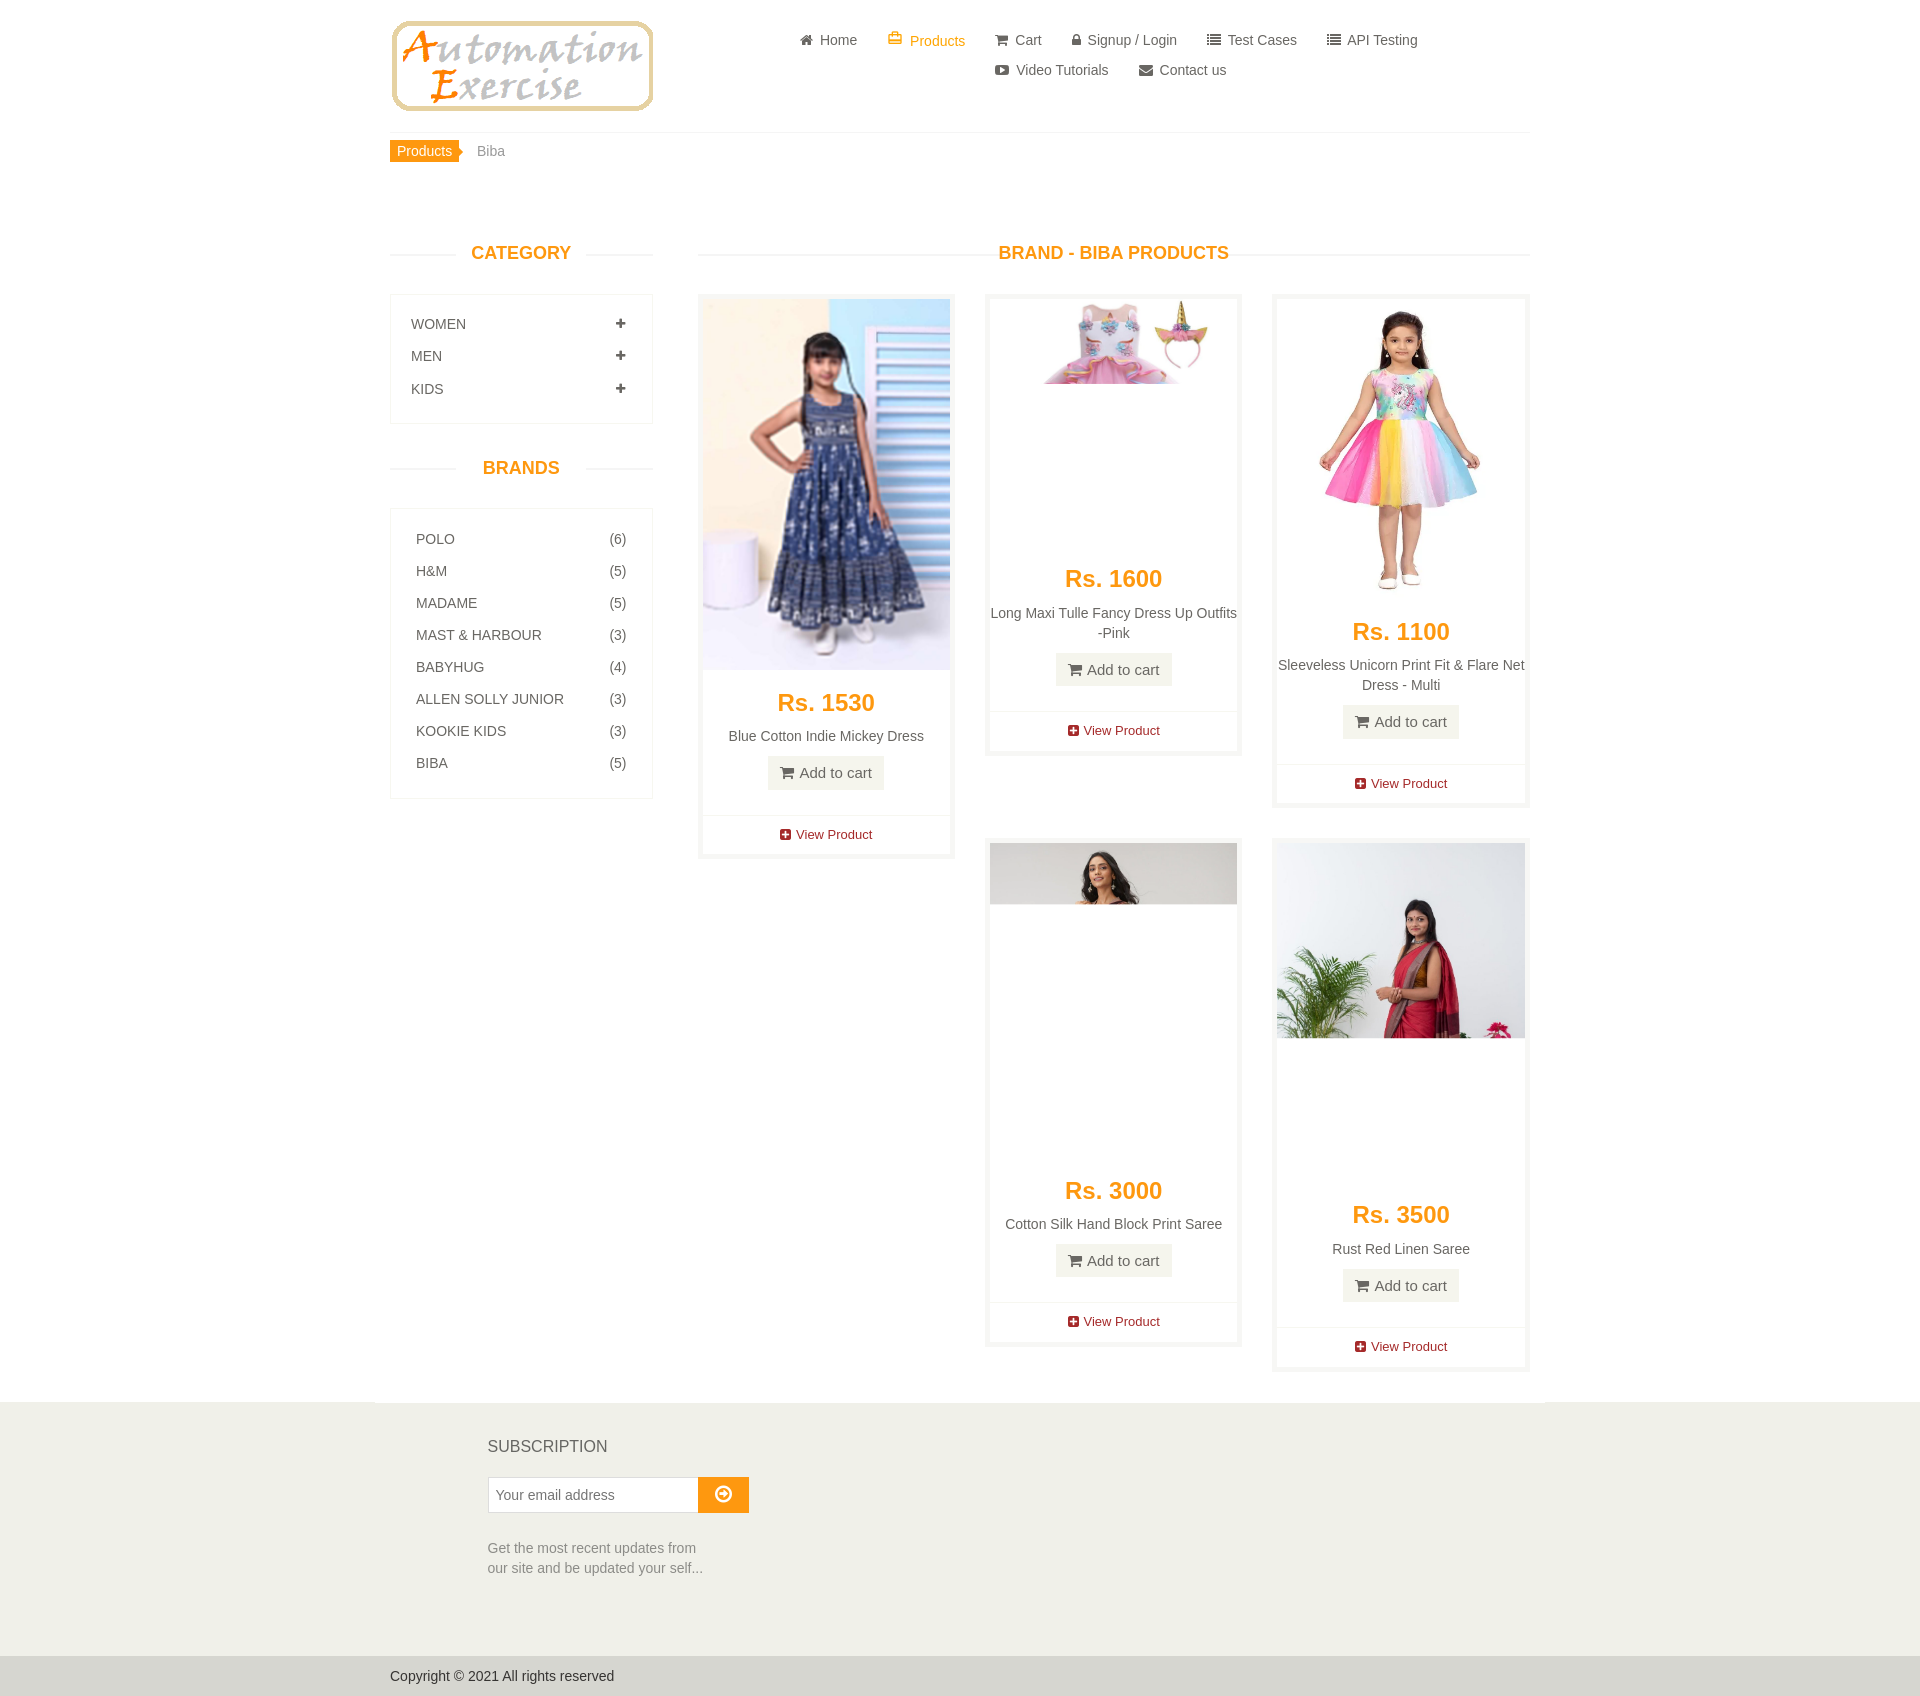 Automation
Exercise
Home
Products
Cart
Signup / Login
Test Cases
API Testing
Video Tutorials
Contact us
Products
Biba
CATEGORY
WOMEN
MEN
KIDS
BRANDS
POLO (6)
H&M (5)
MADAME (5)
MAST & HARBOUR (3)
BABYHUG (4)
ALLEN SOLLY JUNIOR (3)
KOOKIE KIDS (3)
BIBA (5)
BRAND - BIBA PRODUCTS
Rs. 1530
Blue Cotton Indie Mickey Dress
Add to cart
View Product
Rs. 1600
Long Maxi Tulle Fancy Dress Up Outfits
-Pink
Add to cart
View Product
Rs. 1100
Sleeveless Unicorn Print Fit & Flare Net
Dress - Multi
Add to cart
View Product
Rs. 3000
Cotton Silk Hand Block Print Saree
Add to cart
View Product
Rs. 3500
Rust Red Linen Saree
Add to cart
View Product
SUBSCRIPTION
Your email address
Get the most recent updates from
our site and be updated your self...
Copyright © 2021 All rights reserved